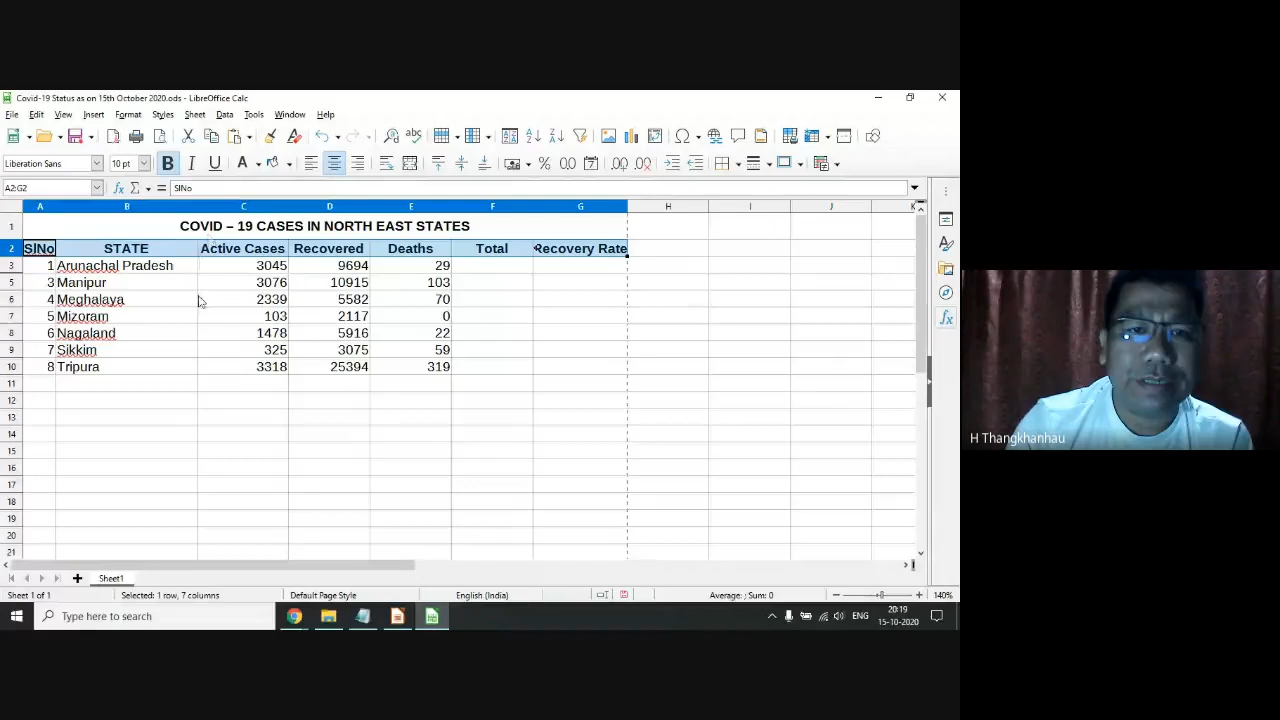 Covid-19 Status as on 15th October 2020.ods - LibreOffice Calc
File Edit View Insert Format Styles Sheet Data Tools Window Help
Liberation Sans 10 pt B I U A
A2:G2 fx Σ = SlNo
A B C D E F G H I J K
1 COVID – 19 CASES IN NORTH EAST STATES
2 SlNo STATE Active Cases Recovered Deaths Total Recovery Rate
3 1 Arunachal Pradesh 3045 9694 29
5 3 Manipur 3076 10915 103
6 4 Meghalaya 2339 5582 70
7 5 Mizoram 103 2117 0
8 6 Nagaland 1478 5916 22
9 7 Sikkim 325 3075 59
10 8 Tripura 3318 25394 319
11
12
13
14
15
16
17
18
19
20
21
H Thangkhanhau
Sheet1
Sheet 1 of 1 Selected: 1 row, 7 columns Default Page Style English (India) Average: ; Sum: 0 140%
Type here to search ENG 20:19
15-10-2020